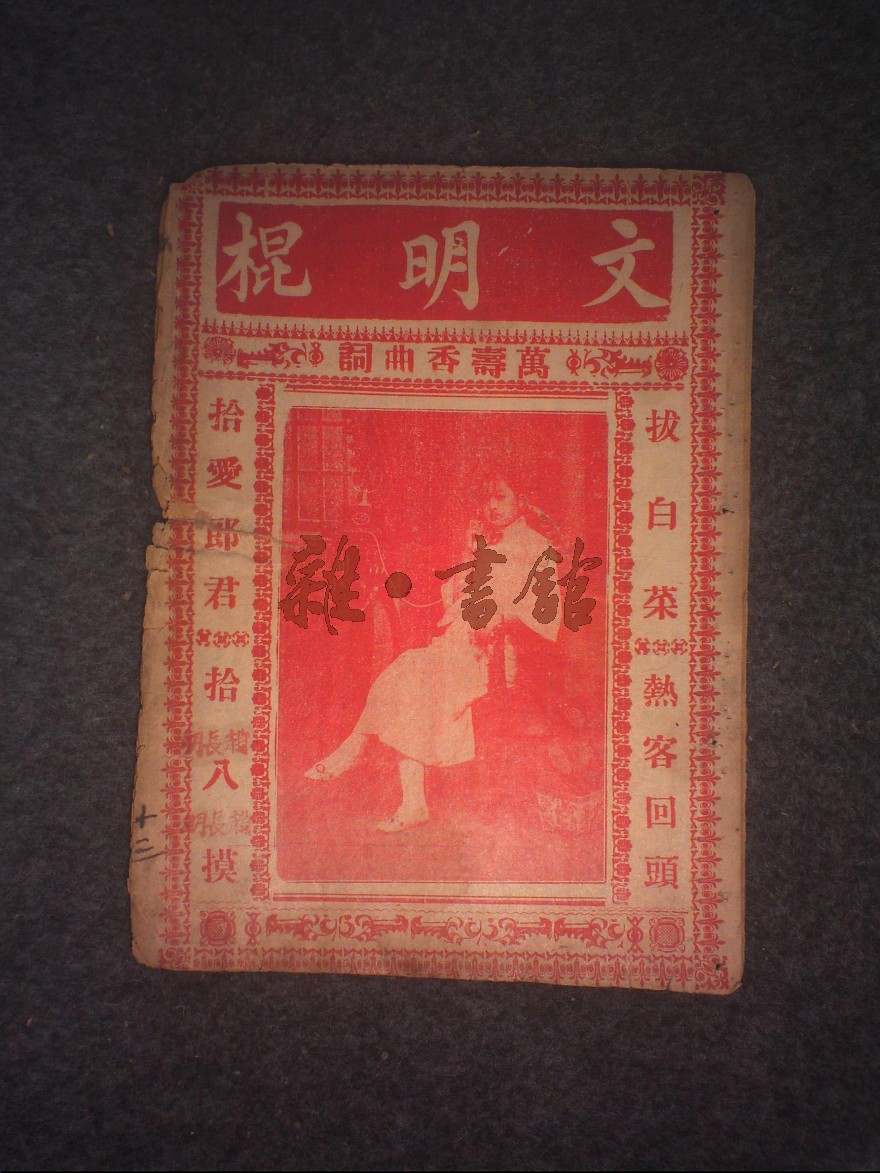 文明棍
萬壽香曲詞
拔白菜
熱客回頭
拾愛郎君
拾八摸
十二
雜·書館